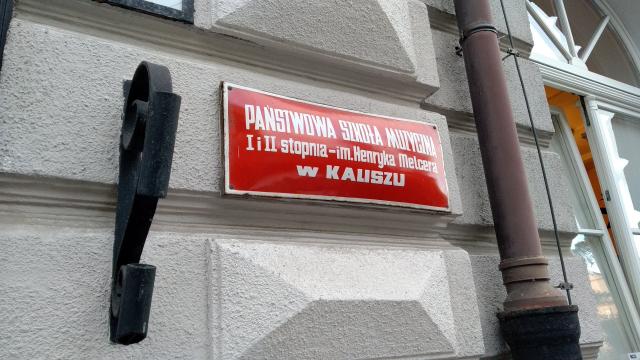 PAŃSTWOWA SZKOŁA MUZYCZNA
I i II stopnia-im. Henryka Melcera
w KALISZU